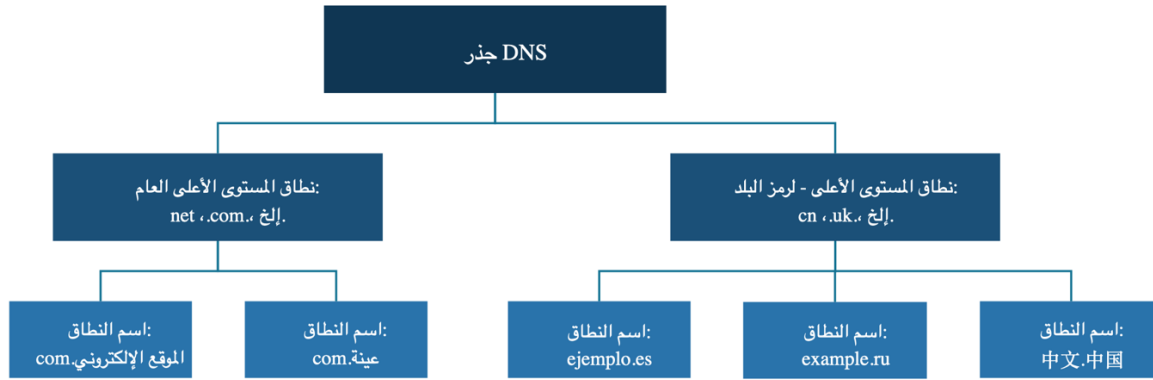 جذر DNS
نطاق المستوى الأعلى العام:
net ،.com.، إلخ.
نطاق المستوى الأعلى - لرمز البلد:
cn ،.uk.، إلخ.
اسم النطاق:
الموقع الإلكتروني.com
اسم النطاق:
عينة.com
اسم النطاق:
ejemplo.es
اسم النطاق:
example.ru
اسم النطاق:
中文.中国